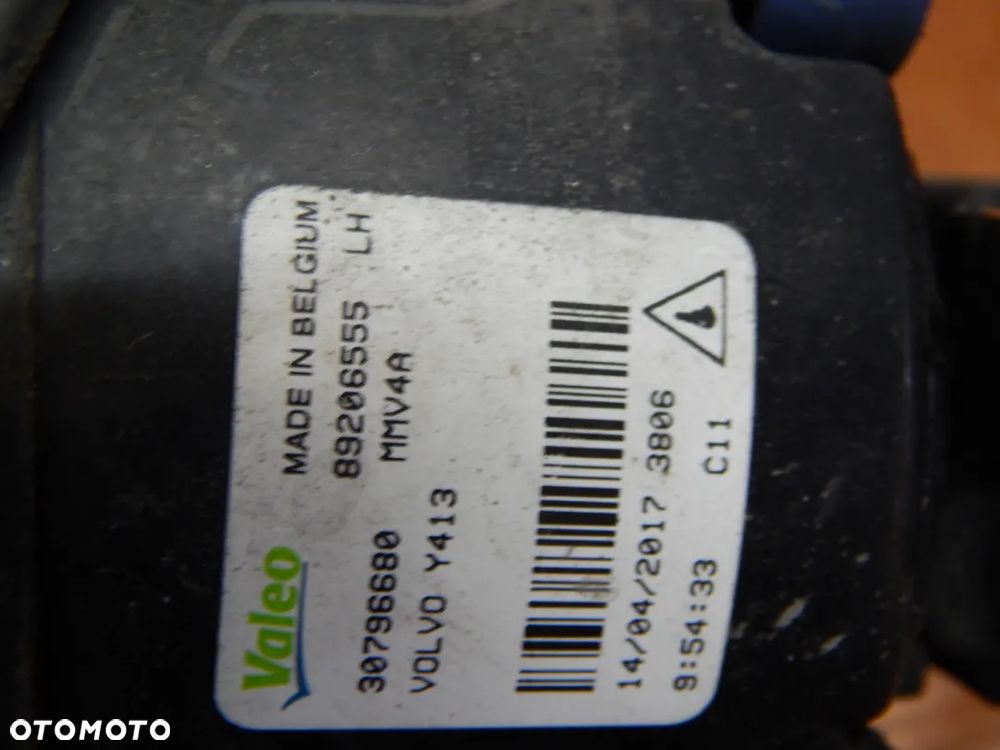 Valeo
MADE IN BELGIUM
30796680 89206555 LH
VOLVO Y413 MMV4A
14/04/2017 3806
9:54:33 C11
OTOMOTO